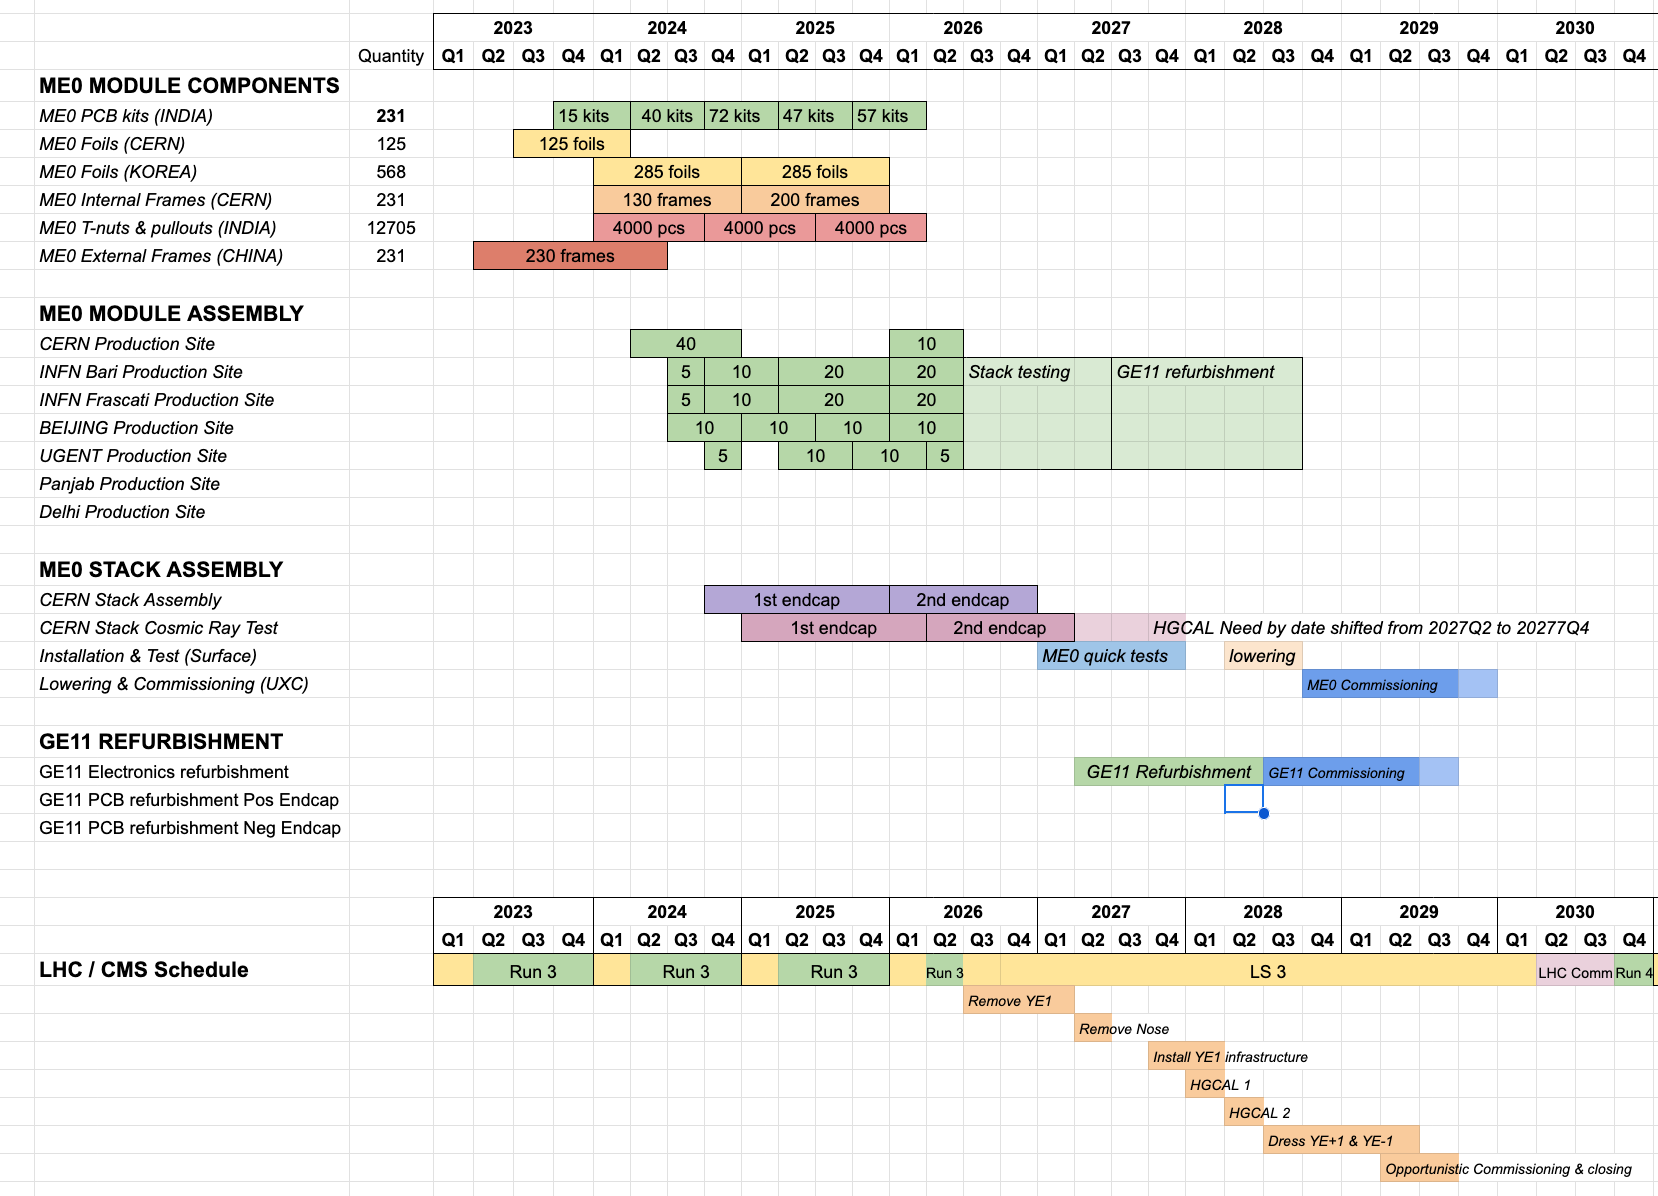 2023 2024 2025 2026 2027 2028 2029 2030
Quantity Q1 Q2 Q3 Q4 Q1 Q2 Q3 Q4 Q1 Q2 Q3 Q4 Q1 Q2 Q3 Q4 Q1 Q2 Q3 Q4 Q1 Q2 Q3 Q4 Q1 Q2 Q3 Q4 Q1 Q2 Q3 Q4
ME0 MODULE COMPONENTS
ME0 PCB kits (INDIA) 231 15 kits 40 kits 72 kits 47 kits 57 kits
ME0 Foils (CERN) 125 125 foils
ME0 Foils (KOREA) 568 285 foils 285 foils
ME0 Internal Frames (CERN) 231 130 frames 200 frames
ME0 T-nuts & pullouts (INDIA) 12705 4000 pcs 4000 pcs 4000 pcs
ME0 External Frames (CHINA) 231 230 frames
ME0 MODULE ASSEMBLY
CERN Production Site 40 10
INFN Bari Production Site 5 10 20 20 Stack testing GE11 refurbishment
INFN Frascati Production Site 5 10 20 20
BEIJING Production Site 10 10 10 10
UGENT Production Site 5 10 10 5
Panjab Production Site
Delhi Production Site
ME0 STACK ASSEMBLY
CERN Stack Assembly 1st endcap 2nd endcap
CERN Stack Cosmic Ray Test 1st endcap 2nd endcap HGCAL Need by date shifted from 2027Q2 to 20277Q4
Installation & Test (Surface) ME0 quick tests lowering
Lowering & Commissioning (UXC) ME0 Commissioning
GE11 REFURBISHMENT
GE11 Electronics refurbishment GE11 Refurbishment GE11 Commissioning
GE11 PCB refurbishment Pos Endcap
GE11 PCB refurbishment Neg Endcap
2023 2024 2025 2026 2027 2028 2029 2030
Q1 Q2 Q3 Q4 Q1 Q2 Q3 Q4 Q1 Q2 Q3 Q4 Q1 Q2 Q3 Q4 Q1 Q2 Q3 Q4 Q1 Q2 Q3 Q4 Q1 Q2 Q3 Q4 Q1 Q2 Q3 Q4
LHC / CMS Schedule Run 3 Run 3 Run 3 Run 3 LS 3 LHC Comm Run 4
Remove YE1
Remove Nose
Install YE1 infrastructure
HGCAL 1
HGCAL 2
Dress YE+1 & YE-1
Opportunistic Commissioning & closing